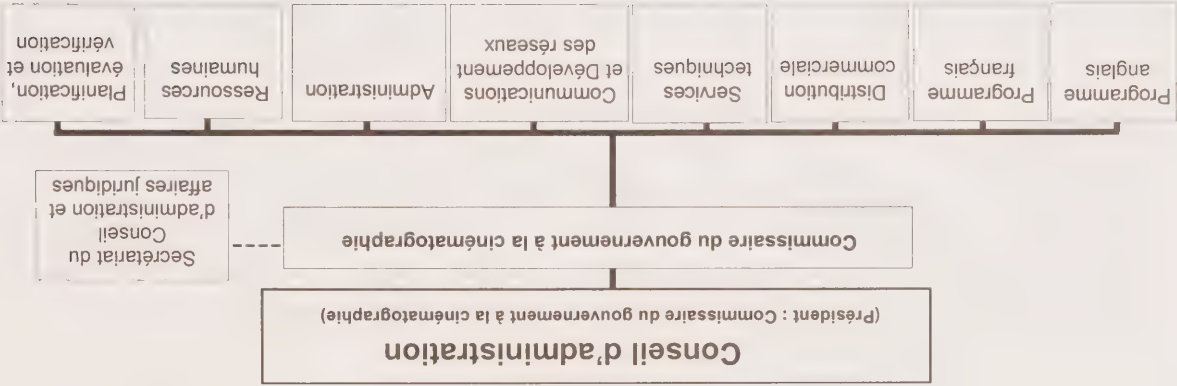 Conseil d'administration
(Président : Commissaire du gouvernement à la cinématographie)
Commissaire du gouvernement à la cinématographie
Secrétariat du
Conseil
d'administration et
affaires juridiques
Programme
anglais
Programme
français
Distribution
commerciale
Services
techniques
Communications
et Développement
des réseaux
Administration
Ressources
humaines
Planification,
évaluation et
vérification